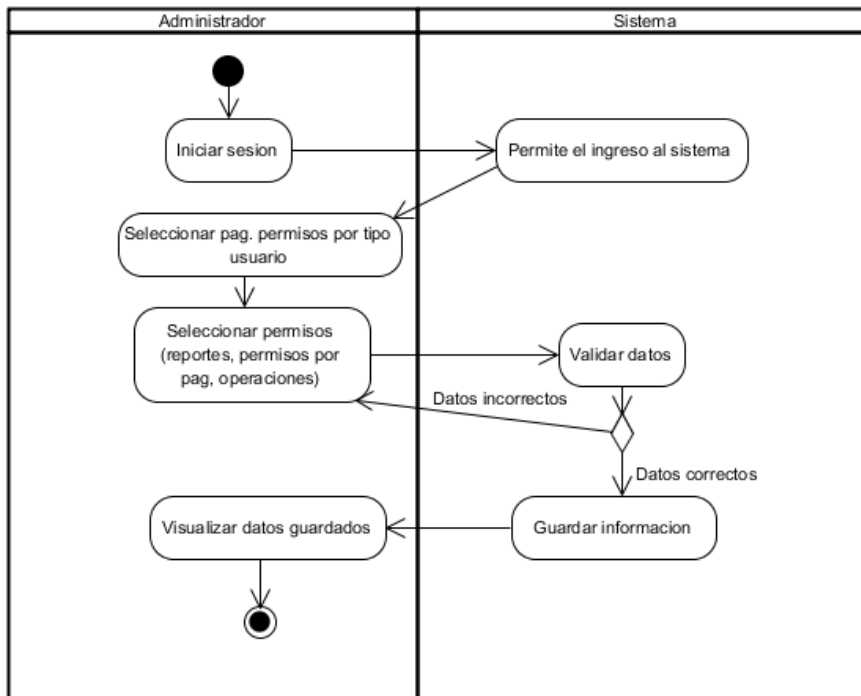 Administrador
Sistema
Iniciar sesion
Permite el ingreso al sistema
Seleccionar pag. permisos por tipo
usuario
Seleccionar permisos
(reportes, permisos por
pag, operaciones)
Validar datos
Datos incorrectos
Datos correctos
Visualizar datos guardados
Guardar informacion